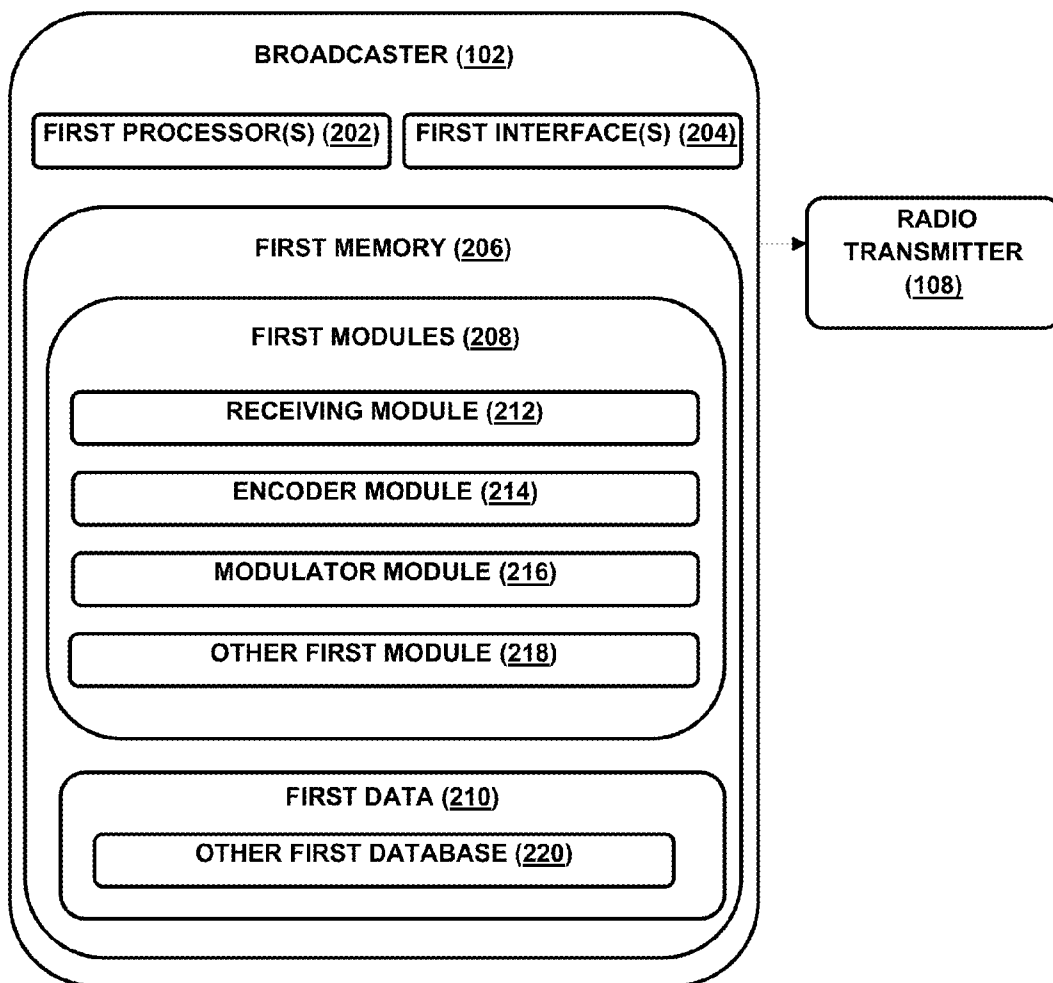 BROADCASTER (102)
FIRST PROCESSOR(S) (202)
FIRST INTERFACE(S) (204)
FIRST MEMORY (206)
FIRST MODULES (208)
RECEIVING MODULE (212)
ENCODER MODULE (214)
MODULATOR MODULE (216)
OTHER FIRST MODULE (218)
FIRST DATA (210)
OTHER FIRST DATABASE (220)
RADIO
TRANSMITTER
(108)